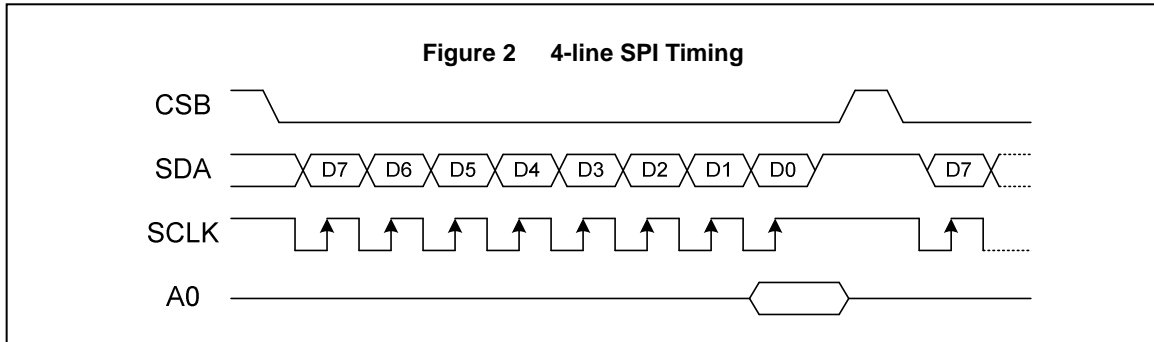 Figure 2 4-line SPI Timing
CSB
SDA D7 D6 D5 D4 D3 D2 D1 D0 D7
SCLK
A0